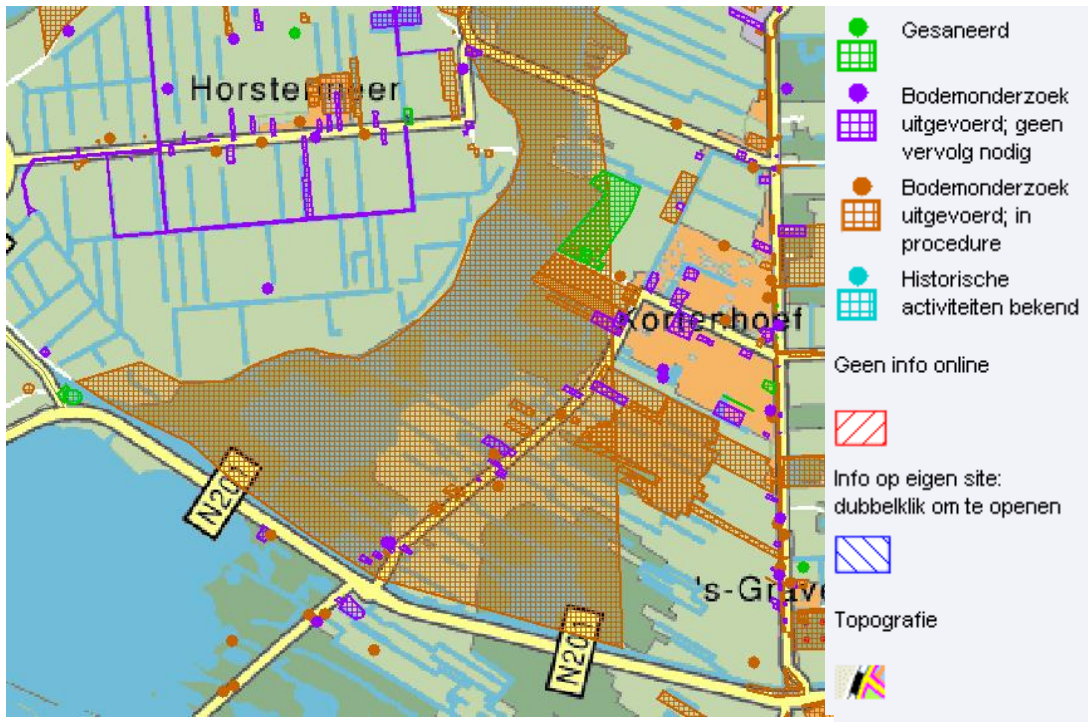 Horstermeer
Kortenhoef
N201
's-Grave
N201
Gesaneerd
Bodemonderzoek
uitgevoerd; geen
vervolg nodig
Bodemonderzoek
uitgevoerd; in
procedure
Historische
activiteiten bekend
Geen info online
Info op eigen site:
dubbelklik om te openen
Topografie